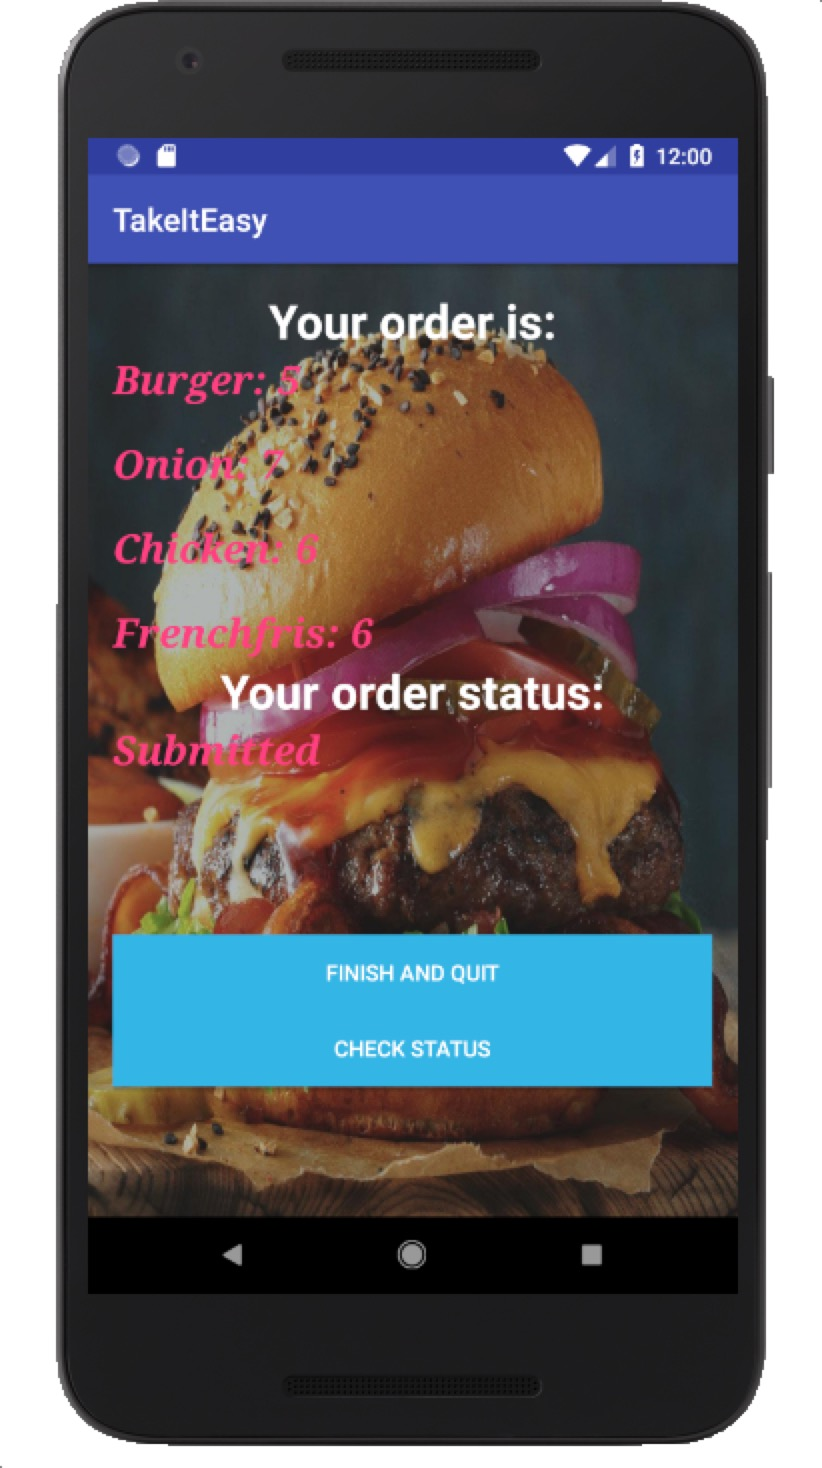 12:00
TakeItEasy
Your order is:
Burger: 5
Onion: 7
Chicken: 6
Frenchfris: 6
Your order status:
Submitted
FINISH AND QUIT
CHECK STATUS